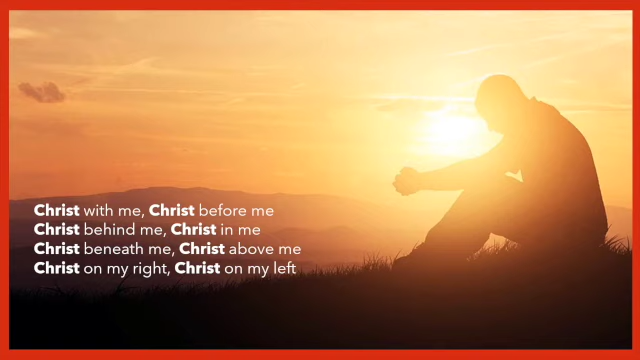 Christ with me, Christ before me
Christ behind me, Christ in me
Christ beneath me, Christ above me
Christ on my right, Christ on my left